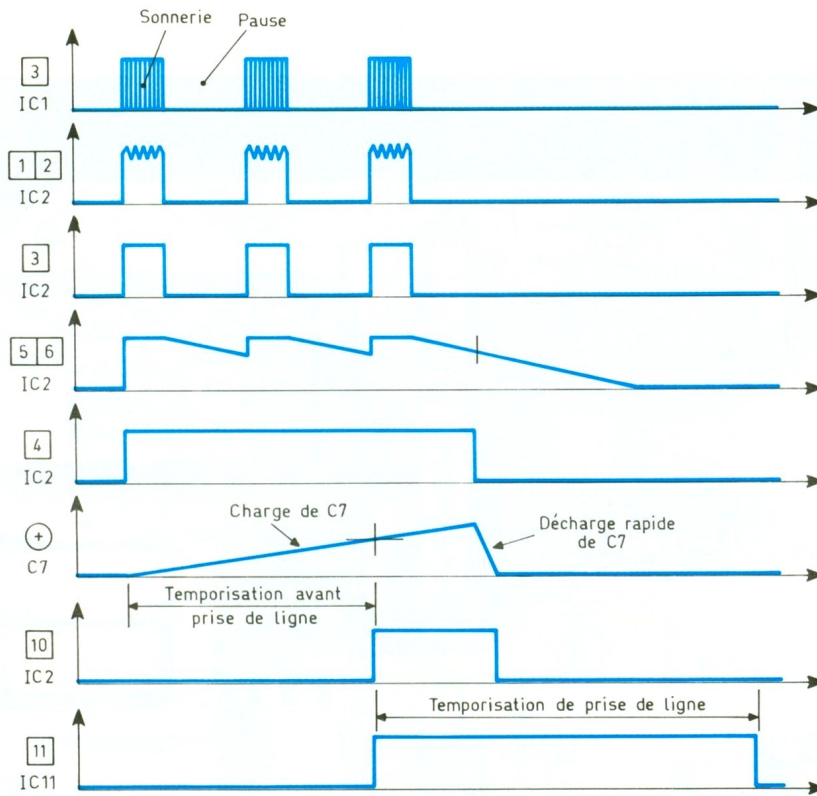 Sonnerie
Pause
3
IC1
1 2
IC2
3
IC2
5 6
IC2
4
IC2
Charge de C7
Décharge rapide
de C7
+
C7
Temporisation avant
prise de ligne
10
IC2
Temporisation de prise de ligne
11
IC11